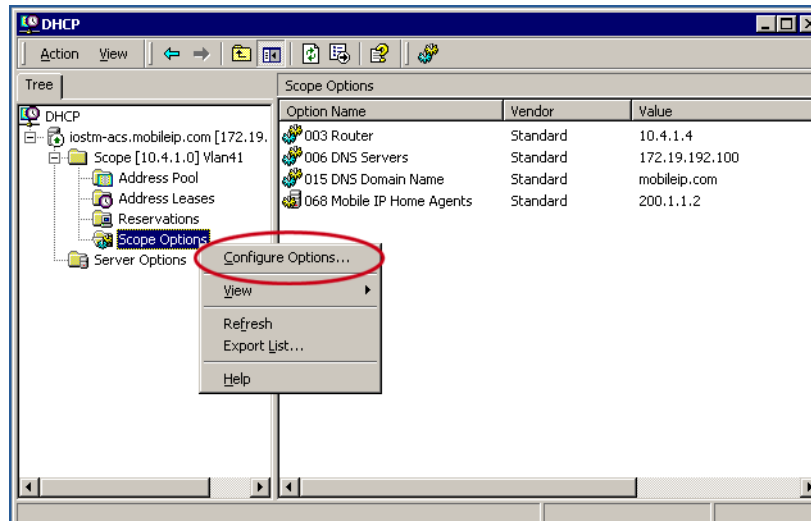 DHCP
Action View
Tree
Scope Options
Option Name Vendor Value
DHCP
iostm-acs.mobileip.com [172.19.
Scope [10.4.1.0] Vlan41
Address Pool
Address Leases
Reservations
Scope Options
Server Options
003 Router Standard 10.4.1.4
006 DNS Servers Standard 172.19.192.100
015 DNS Domain Name Standard mobileip.com
068 Mobile IP Home Agents Standard 200.1.1.2
Configure Options...
View
Refresh
Export List...
Help